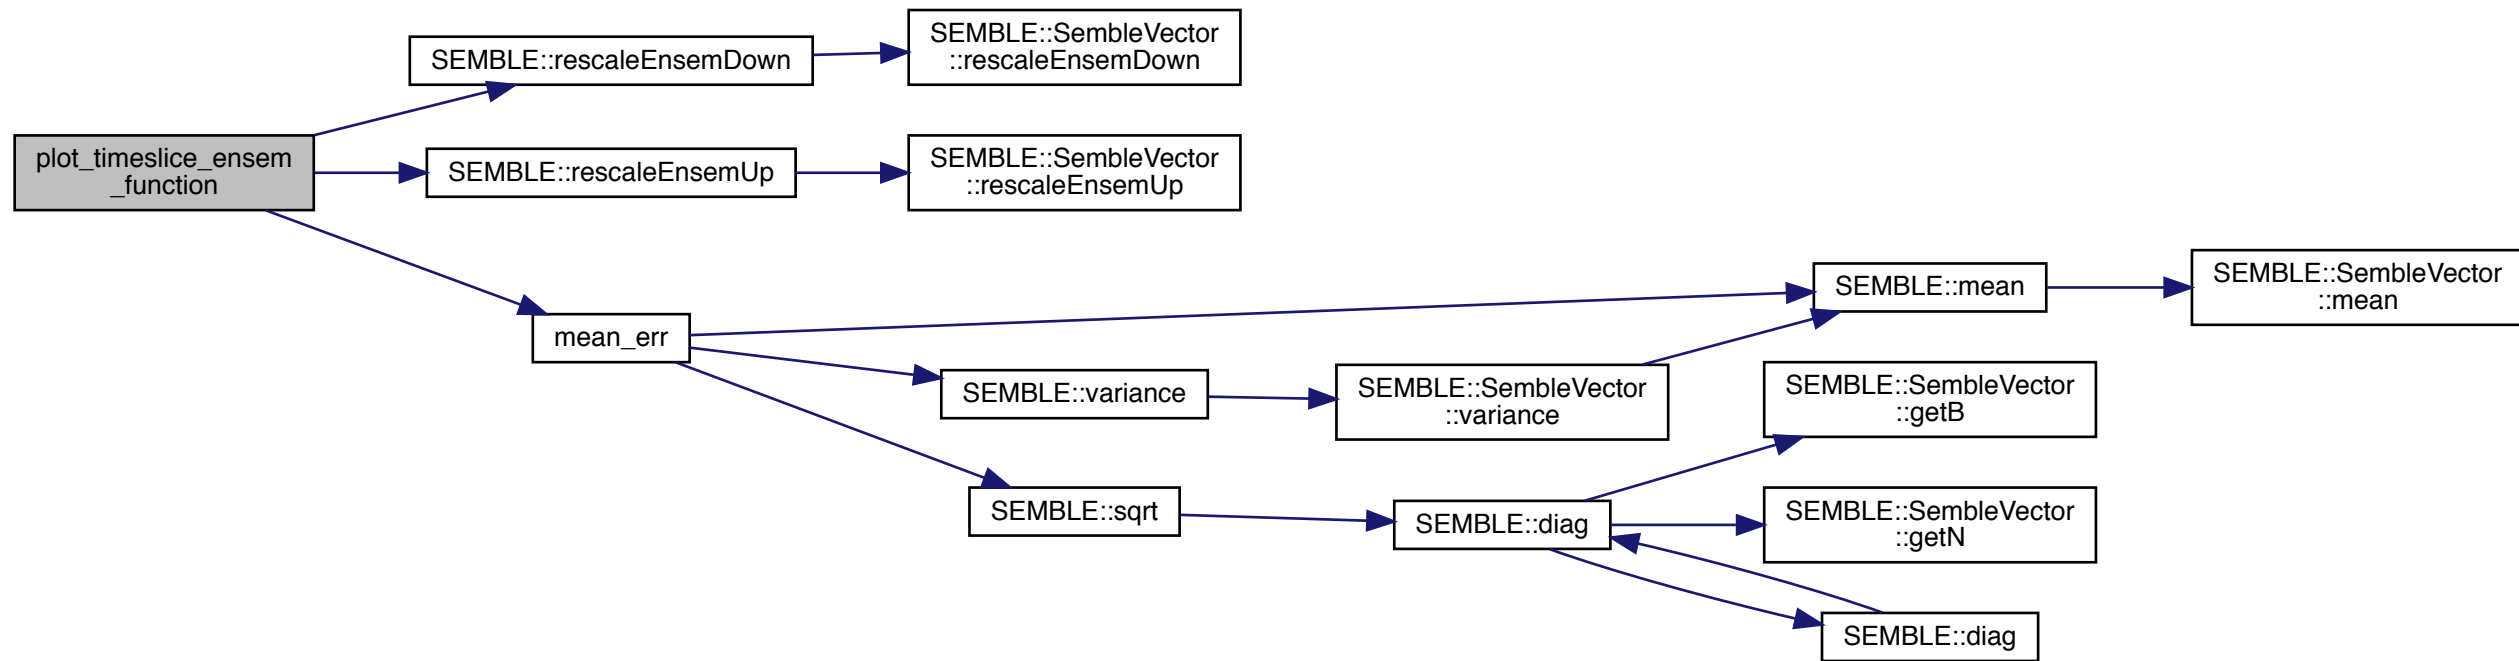 plot_timeslice_ensem
_function
SEMBLE::rescaleEnsemDown
SEMBLE::SembleVector
::rescaleEnsemDown
SEMBLE::rescaleEnsemUp
SEMBLE::SembleVector
::rescaleEnsemUp
mean_err
SEMBLE::mean
SEMBLE::SembleVector
::mean
SEMBLE::variance
SEMBLE::SembleVector
::variance
SEMBLE::sqrt
SEMBLE::diag
SEMBLE::SembleVector
::getB
SEMBLE::SembleVector
::getN
SEMBLE::diag